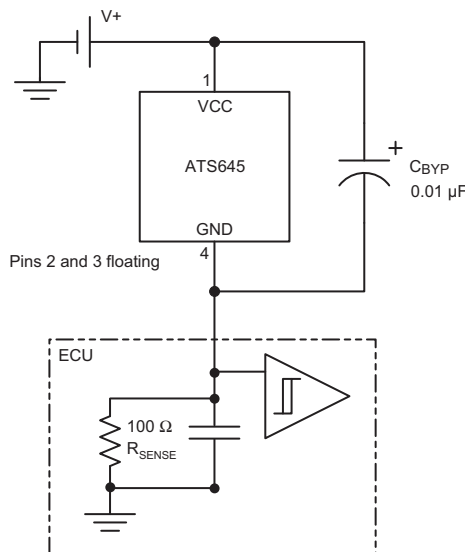 V+
1
VCC
ATS645
GND
4
+
CBYP
0.01 µF
Pins 2 and 3 floating
ECU
100 Ω
RSENSE